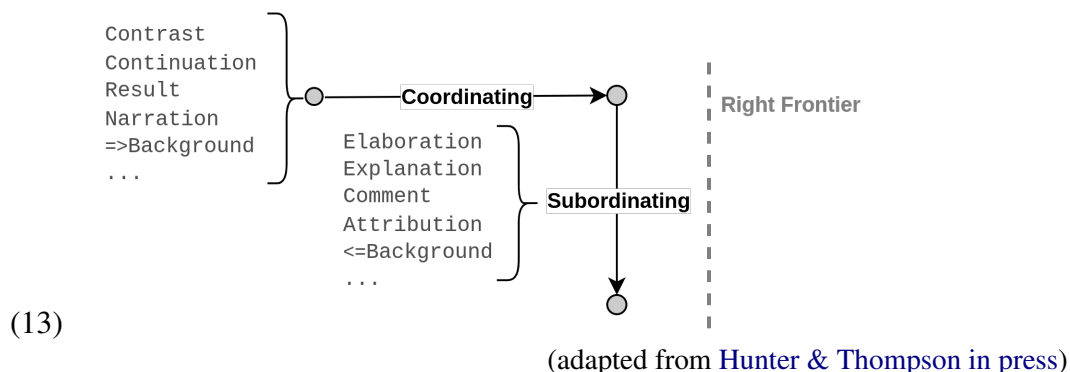 Contrast
Continuation
Result
Narration
=>Background
...
Coordinating
Right Frontier
Elaboration
Explanation
Comment
Attribution
<=Background
...
Subordinating
(13)
(adapted from Hunter & Thompson in press)